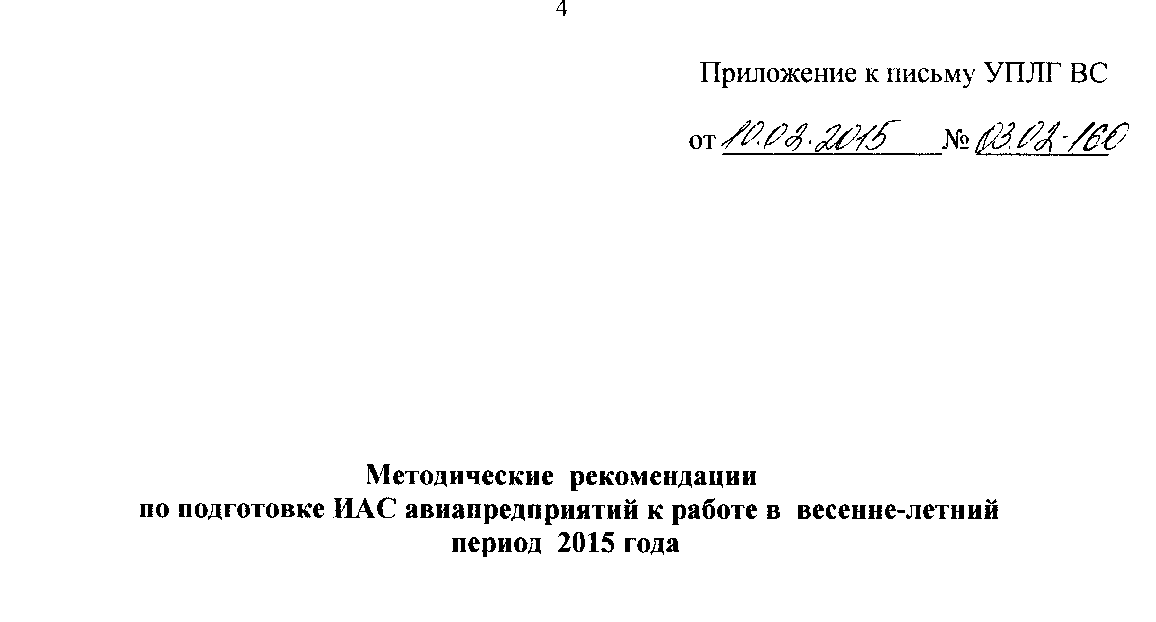 4
Приложение к письму УПЛГ ВС
от 10.02.2015 № 03.02-160
Методические рекомендации
по подготовке ИАС авиапредприятий к работе в весенне-летний
период 2015 года